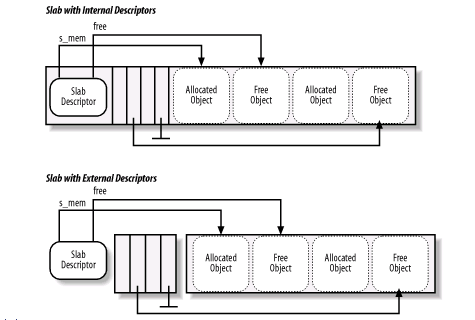 Slab with Internal Descriptors
free
s_mem
Slab
Descriptor
Allocated
Object
Free
Object
Allocated
Object
Free
Object
Slab with External Descriptors
free
s_mem
Slab
Descriptor
Allocated
Object
Free
Object
Allocated
Object
Free
Object